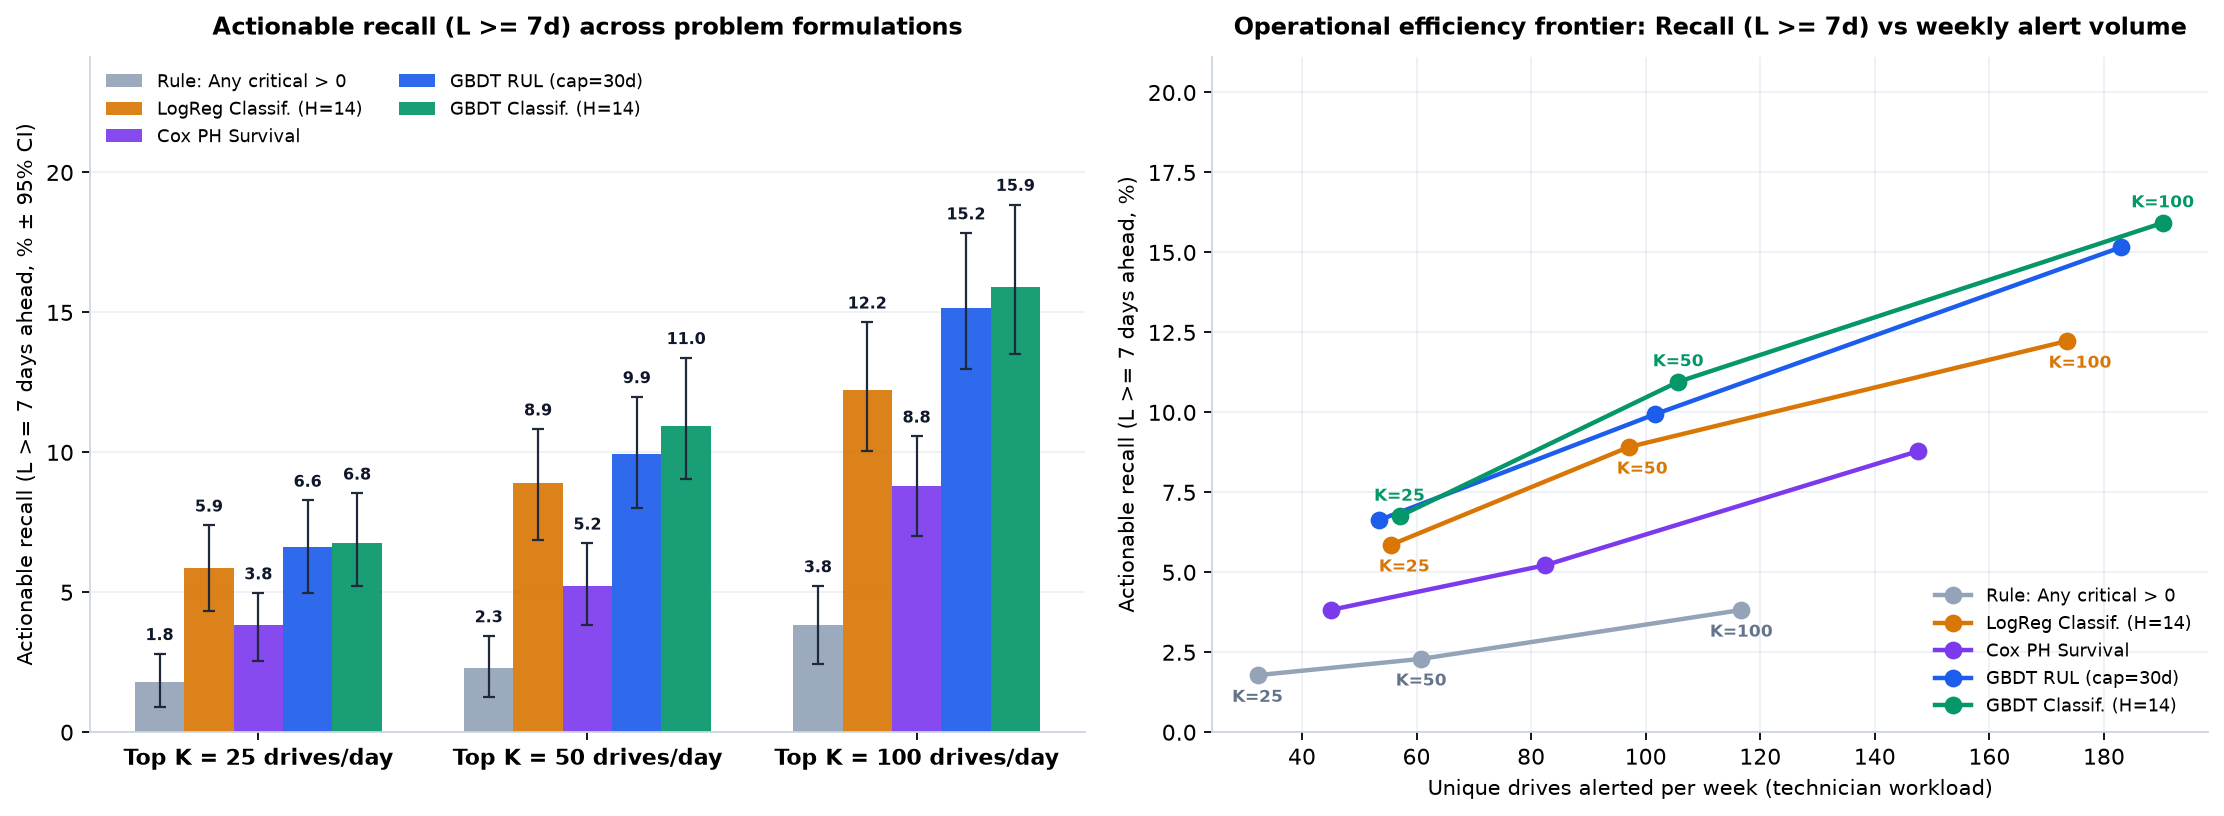 Actionable recall (L >= 7d) across problem formulations
Rule: Any critical > 0
LogReg Classif. (H=14)
Cox PH Survival
GBDT RUL (cap=30d)
GBDT Classif. (H=14)
Actionable recall (L >= 7 days ahead, % ± 95% CI)
20
15
10
5
0
1.8
5.9
3.8
6.6
6.8
2.3
8.9
5.2
9.9
11.0
3.8
12.2
8.8
15.2
15.9
Top K = 25 drives/day
Top K = 50 drives/day
Top K = 100 drives/day
Operational efficiency frontier: Recall (L >= 7d) vs weekly alert volume
Actionable recall (L >= 7 days ahead, %)
20.0
17.5
15.0
12.5
10.0
7.5
5.0
2.5
0.0
K=100
K=50
K=25
K=100
K=50
K=25
K=100
K=50
K=25
Rule: Any critical > 0
LogReg Classif. (H=14)
Cox PH Survival
GBDT RUL (cap=30d)
GBDT Classif. (H=14)
40
60
80
100
120
140
160
180
Unique drives alerted per week (technician workload)